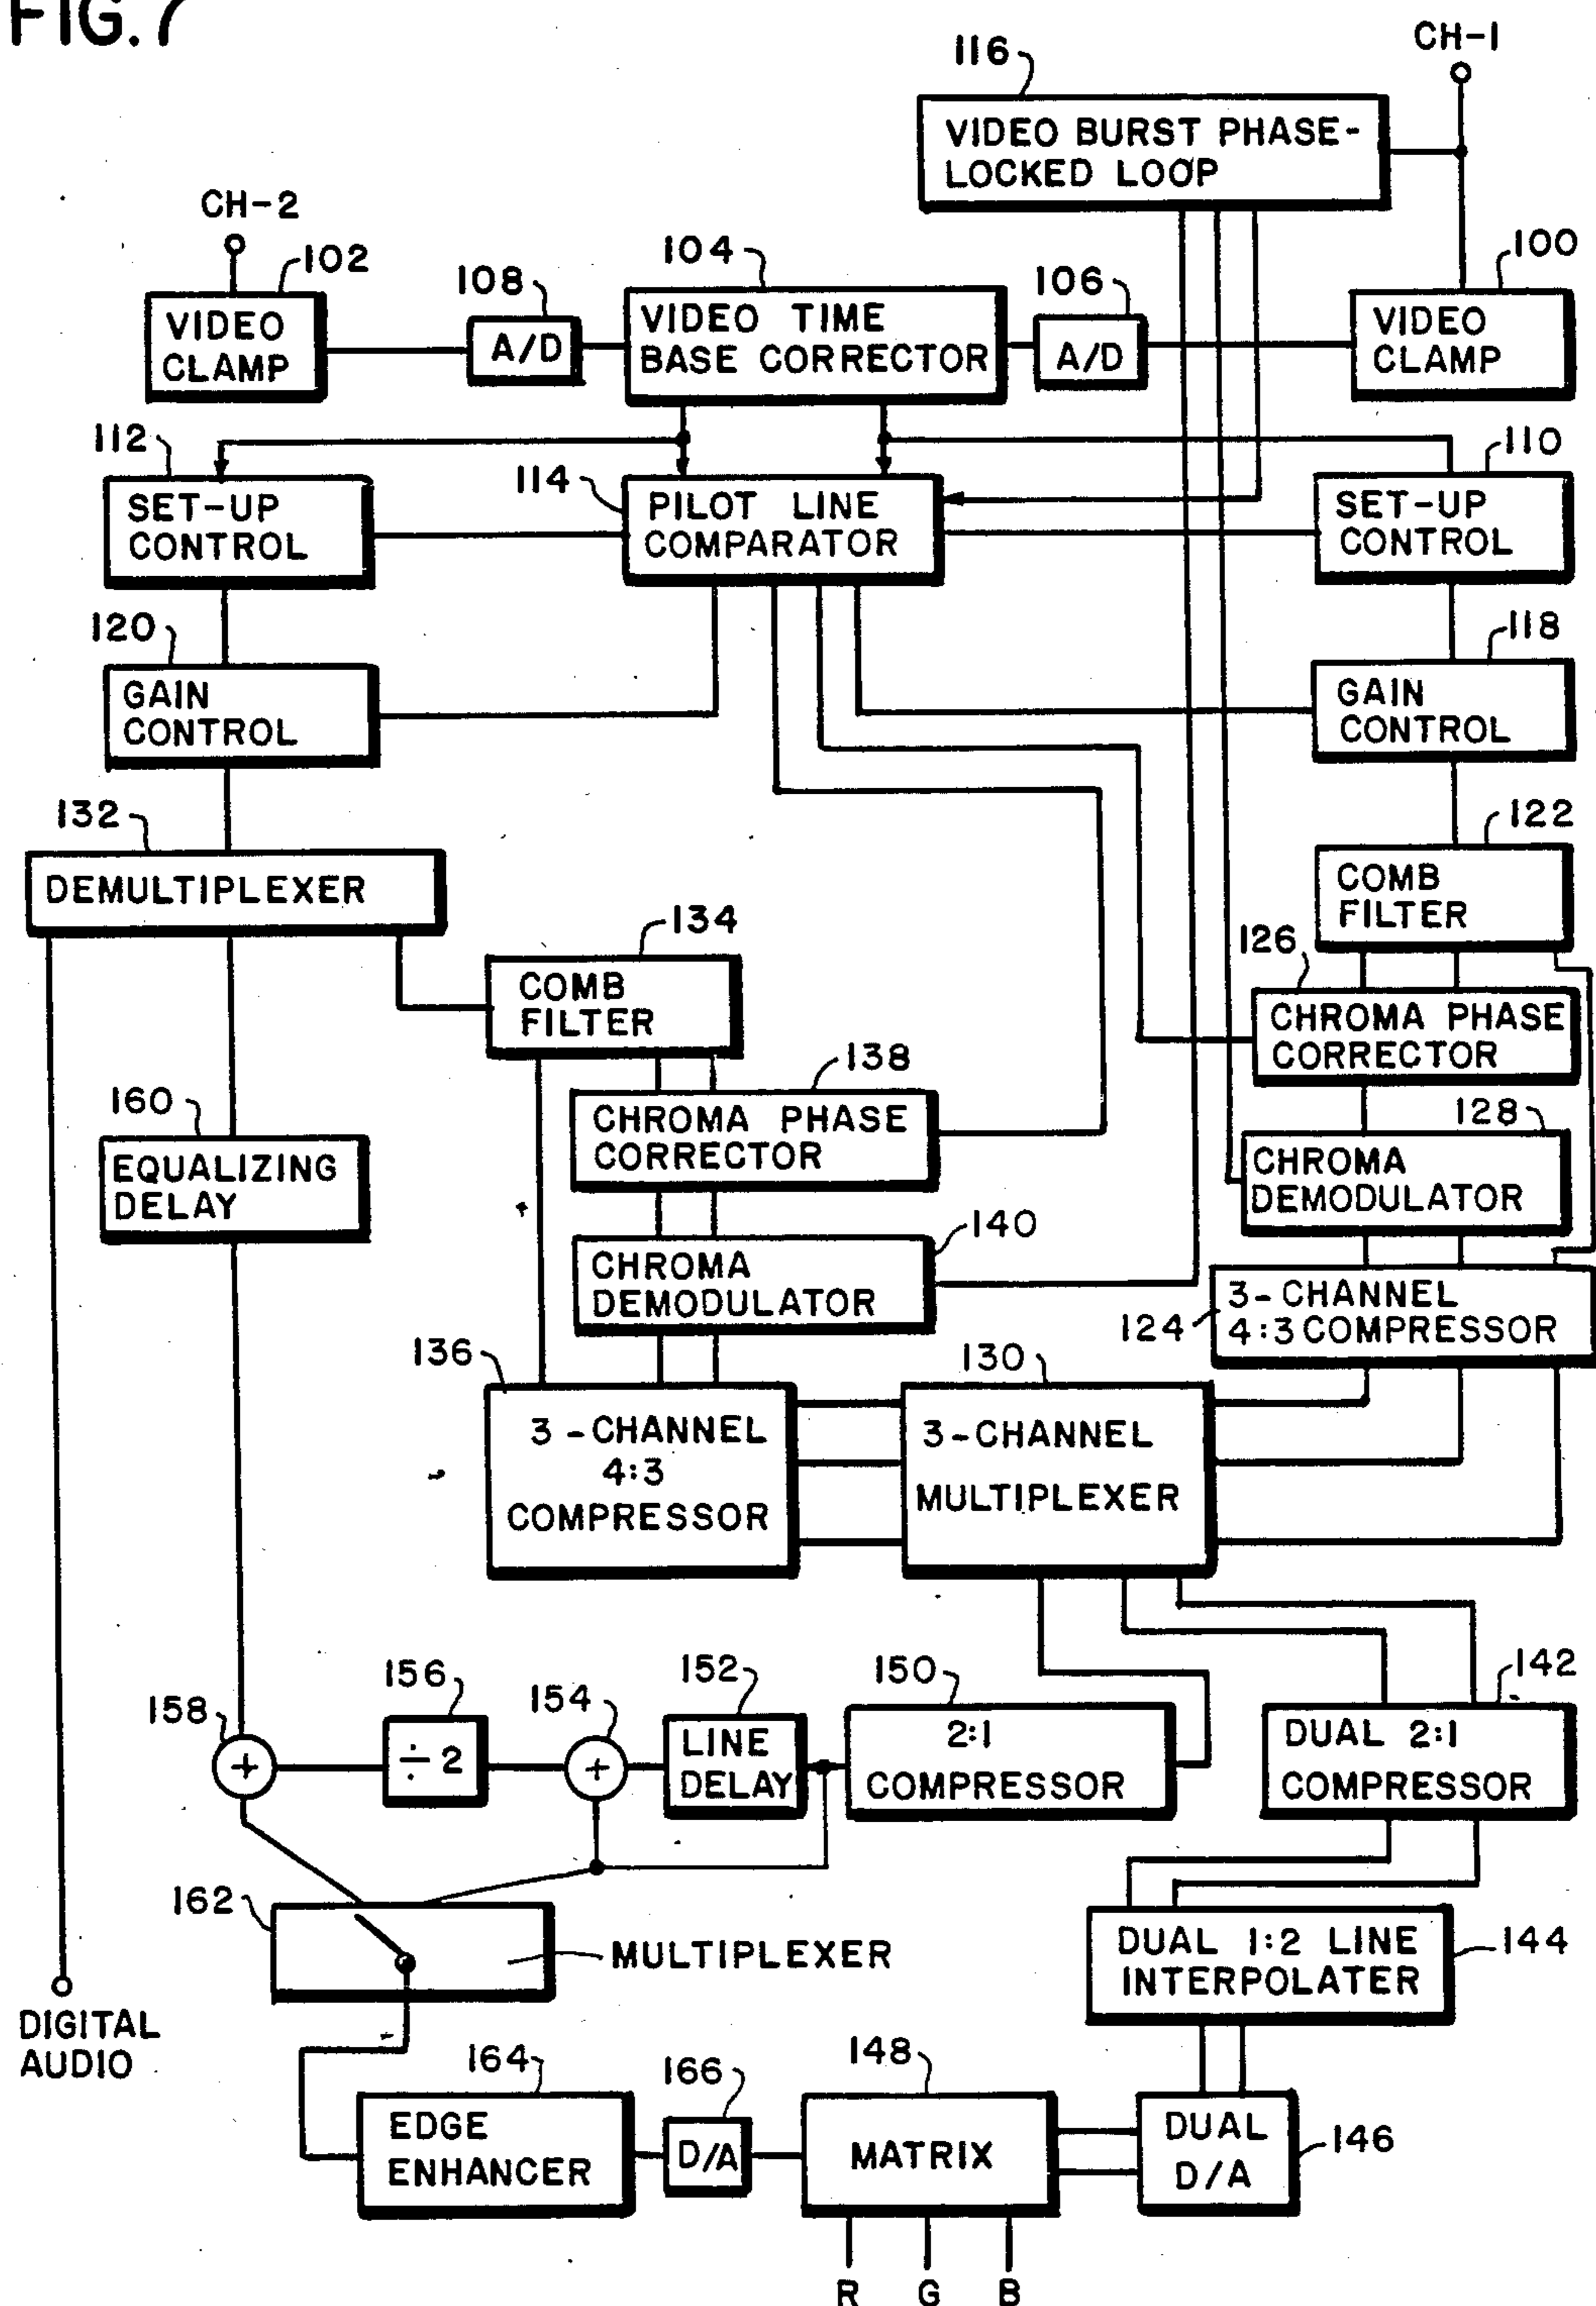 FIG.7
CH-1
116
VIDEO BURST PHASE-
LOCKED LOOP
CH-2
102
VIDEO
CLAMP
108
A/D
104
VIDEO TIME
BASE CORRECTOR
106
A/D
100
VIDEO
CLAMP
112
SET-UP
CONTROL
114
PILOT LINE
COMPARATOR
110
SET-UP
CONTROL
120
GAIN
CONTROL
118
GAIN
CONTROL
132
DEMULTIPLEXER
122
COMB
FILTER
134
COMB
FILTER
126
CHROMA PHASE
CORRECTOR
138
CHROMA PHASE
CORRECTOR
160
EQUALIZING
DELAY
128
CHROMA
DEMODULATOR
140
CHROMA
DEMODULATOR
124
3-CHANNEL
4:3 COMPRESSOR
136
3-CHANNEL
4:3
COMPRESSOR
130
3-CHANNEL
MULTIPLEXER
158
+
156
÷2
154
+
152
LINE
DELAY
150
2:1
COMPRESSOR
142
DUAL 2:1
COMPRESSOR
162
MULTIPLEXER
DUAL 1:2 LINE
INTERPOLATER
144
DIGITAL
AUDIO
164
EDGE
ENHANCER
166
D/A
148
MATRIX
DUAL
D/A
146
R G B